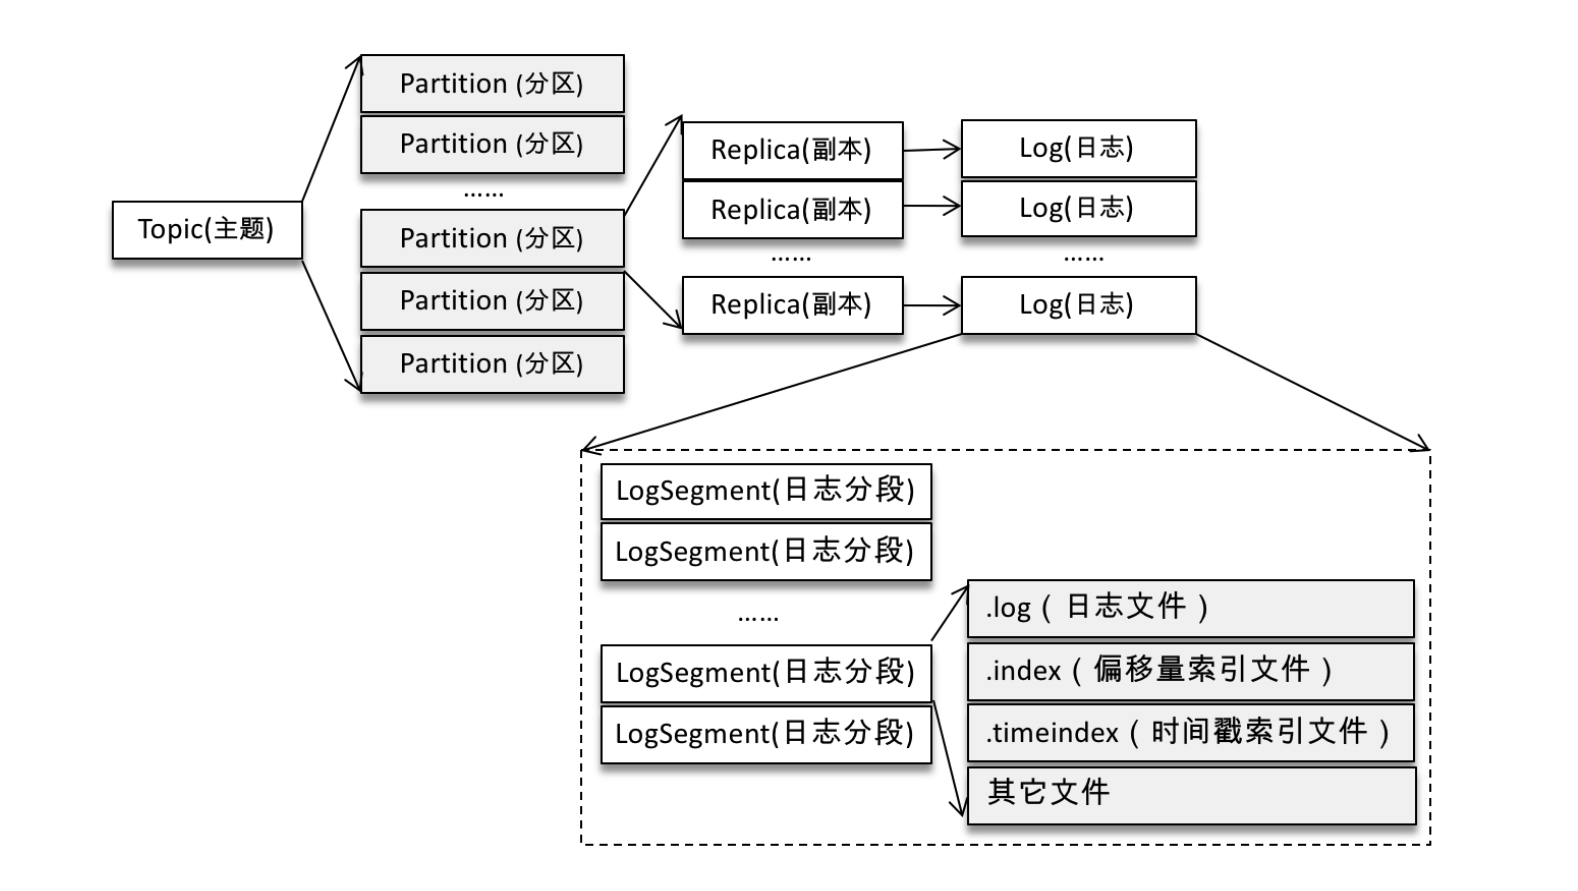 Topic(主题)
Partition (分区)
Partition (分区)
......
Partition (分区)
Partition (分区)
Partition (分区)
Replica(副本)
Replica(副本)
......
Replica(副本)
Log(日志)
Log(日志)
......
Log(日志)
LogSegment(日志分段)
LogSegment(日志分段)
......
LogSegment(日志分段)
LogSegment(日志分段)
.log（日志文件）
.index（偏移量索引文件）
.timeindex（时间戳索引文件）
其它文件